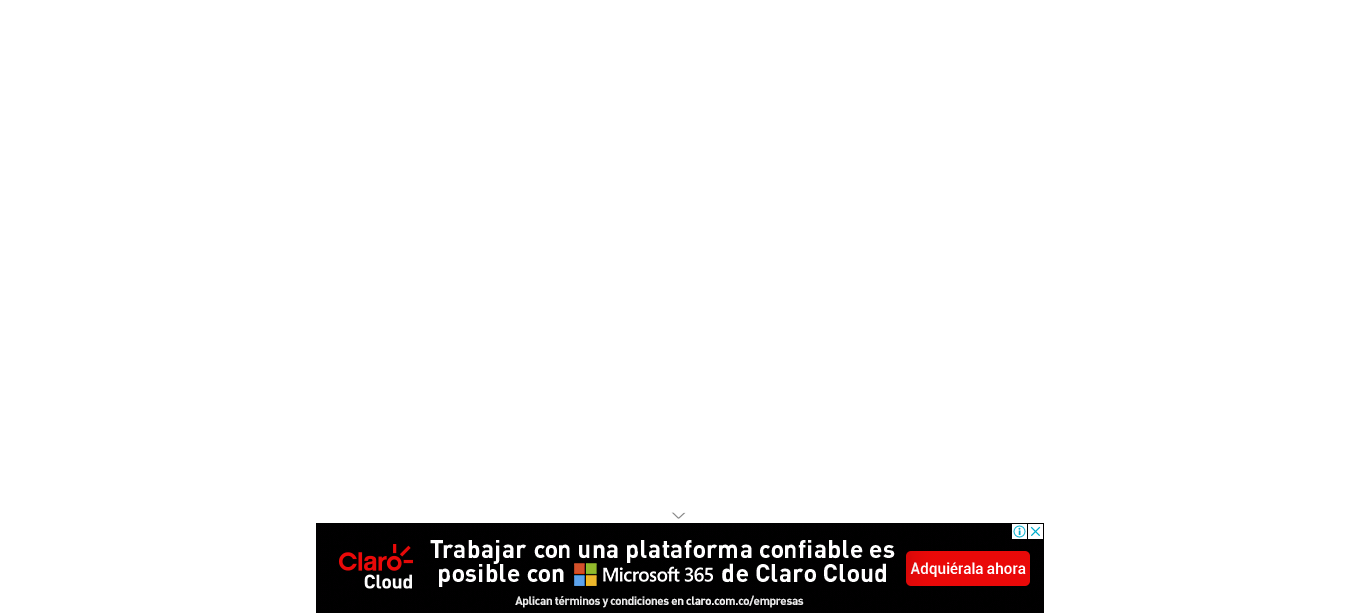 Claro
Cloud
Trabajar con una plataforma confiable es
posible con Microsoft 365 de Claro Cloud
Aplican términos y condiciones en claro.com.co/empresas
Adquiérala ahora